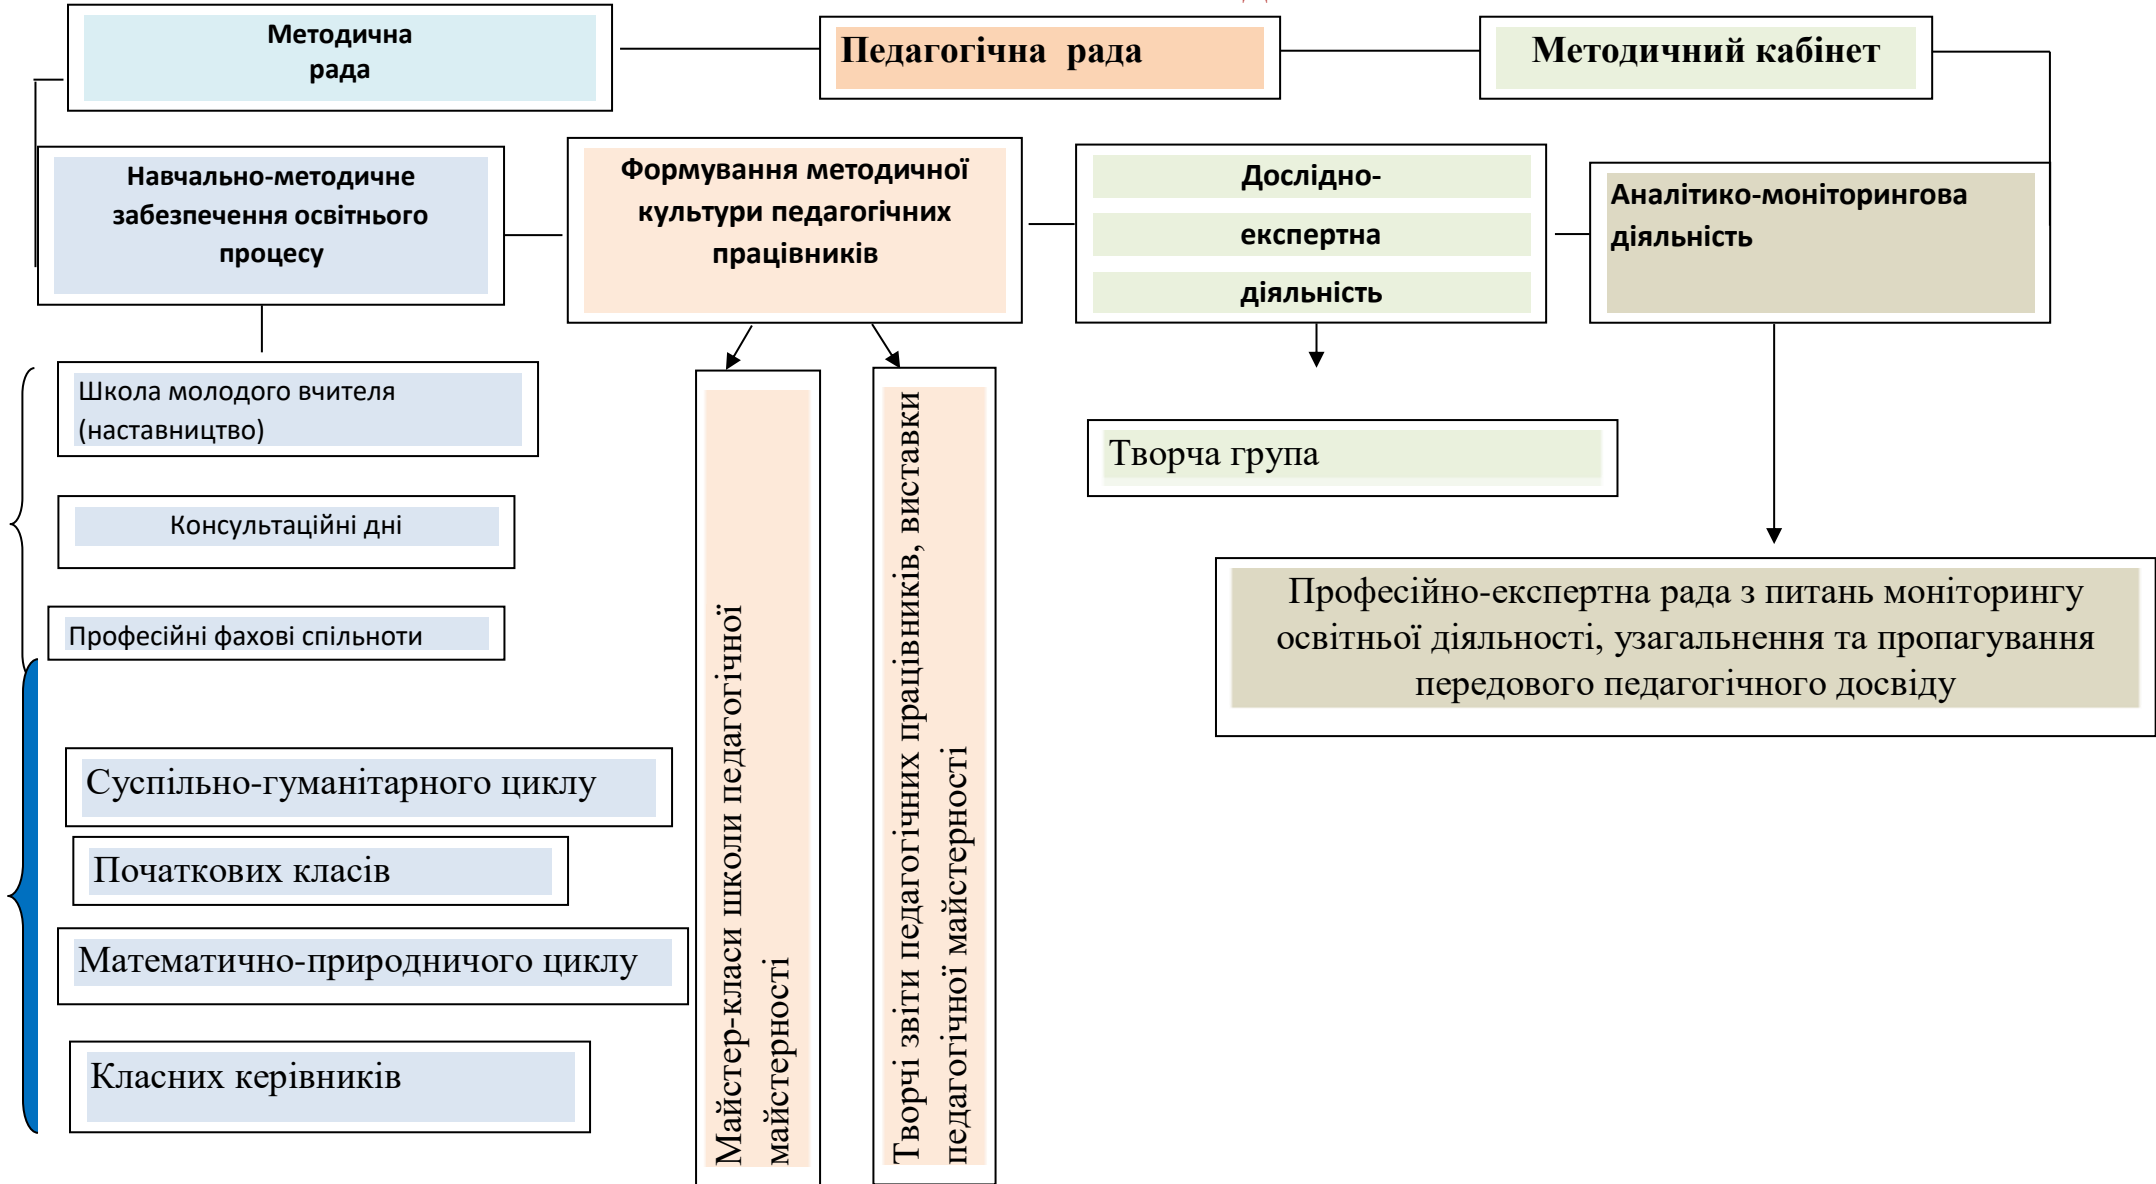 Методична
рада
Педагогічна рада
Методичний кабінет
Навчально-методичне
забезпечення освітнього
процесу
Формування методичної
культури педагогічних
працівників
Дослідно-
експертна
діяльність
Аналітико-моніторингова
діяльність
Школа молодого вчителя
(наставництво)
Консультаційні дні
Професійні фахові спільноти
Суспільно-гуманітарного циклу
Початкових класів
Математично-природничого циклу
Класних керівників
Майстер-класи школи педагогічної
майстерності
Творчі звіти педагогічних працівників, виставки
педагогічної майстерності
Творча група
Професійно-експертна рада з питань моніторингу
освітньої діяльності, узагальнення та пропагування
передового педагогічного досвіду